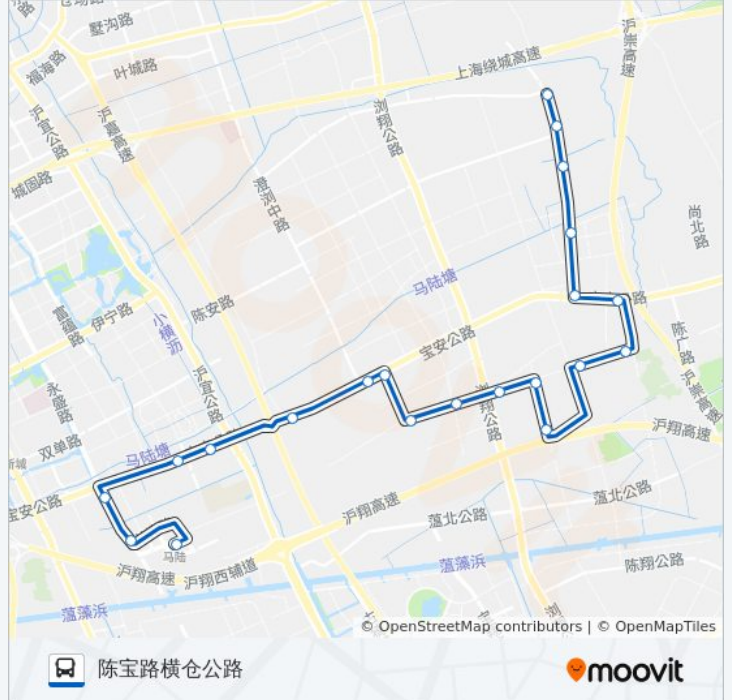 墅沟路
福海路
叶城路
沪宜公路
沪嘉高速
上海绕城高速
沪崇高速
浏翔公路
城固路
澄浏中路
尚北路
马陆塘
富蕴路
伊宁路
小横沥
陈安路
宝安公路
路
陈广路
沪崇高速
永盛路
沪宜公路
浏翔公路
双单路
马陆塘
沪翔高速
新城
宝安公路
沪翔高速
蕰北公路
蕰北公路
马陆
沪翔高速
沪翔西辅道
蕰藻浜
陈翔公路
蕰藻浜
© OpenStreetMap contributors | © OpenMapTiles
陈宝路横仓公路
moovit